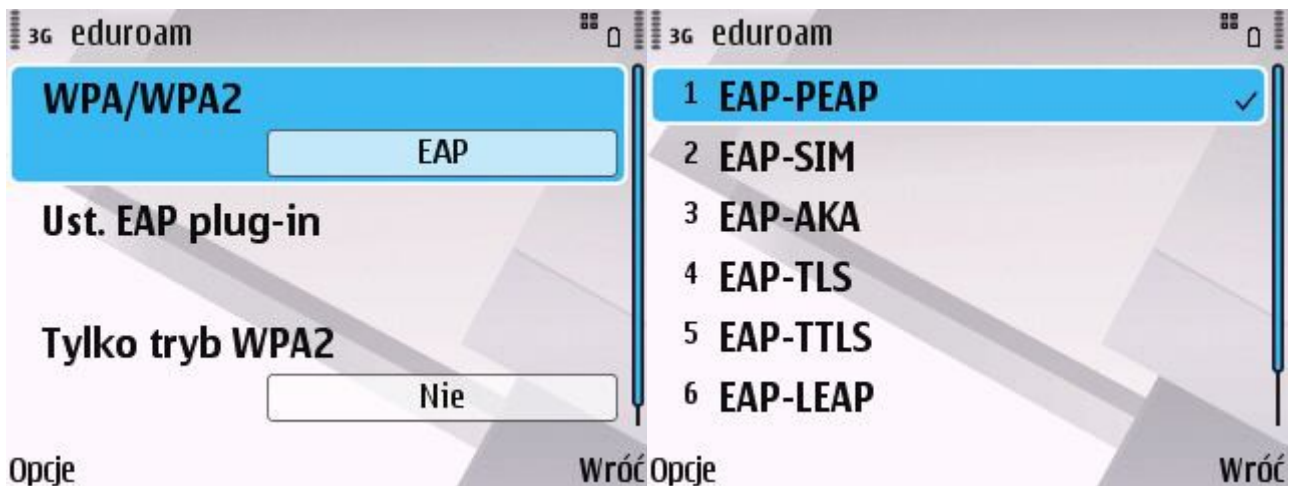 3G eduroam
WPA/WPA2
EAP
Ust. EAP plug-in
Tylko tryb WPA2
Nie
Opcje Wróć
3G eduroam
1 EAP-PEAP
2 EAP-SIM
3 EAP-AKA
4 EAP-TLS
5 EAP-TTLS
6 EAP-LEAP
Opcje Wróć